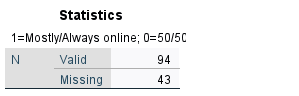 Statistics
1=Mostly/Always online; 0=50/50
N Valid 94
Missing 43